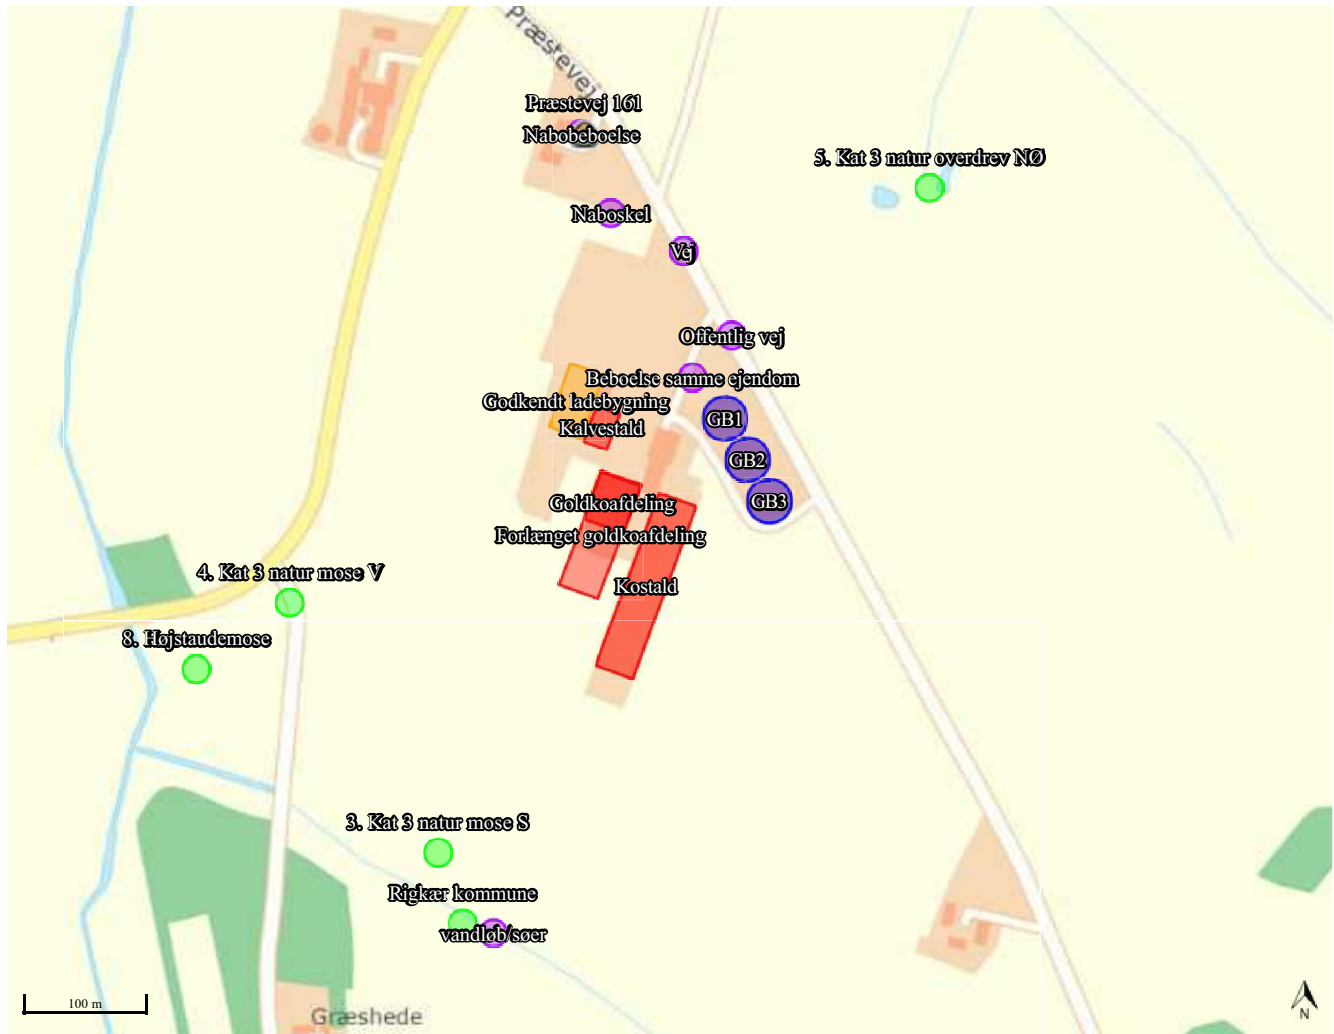 Præstevej
Præstevej 161
Nabobeboelse
5. Kat 3 natur overdrev NØ
Naboskel
Vej
Offentlig vej
Beboelse samme ejendom
Godkendt ladebygning
GB1
Kalvestald
GB2
Goldkoafdeling
GB3
Forlænget goldkoafdeling
4. Kat 3 natur mose V
Kostald
8. Højstaudemose
3. Kat 3 natur mose S
Rigkær kommune
vandløb/søer
100 m
Græshede
N